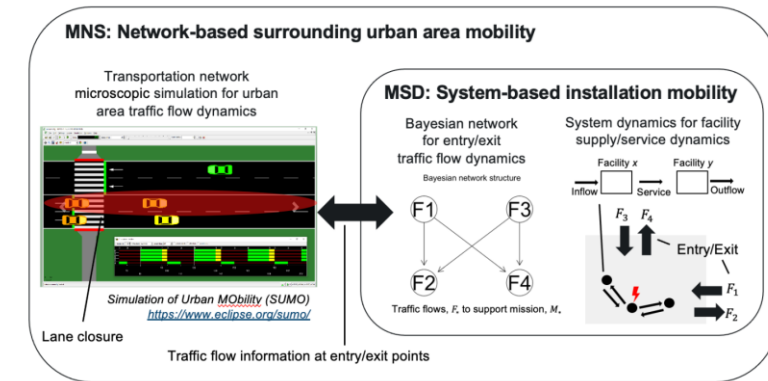 MNS: Network-based surrounding urban area mobility
Transportation network
microscopic simulation for urban
area traffic flow dynamics
Simulation of Urban MObility (SUMO)
https://www.eclipse.org/sumo/
Lane closure
Traffic flow information at entry/exit points
MSD: System-based installation mobility
Bayesian network
for entry/exit
traffic flow dynamics
Bayesian network structure
F1
F3
F2
F4
Traffic flows, F. to support mission, M.
System dynamics for facility
supply/service dynamics
Facility x
Facility y
Inflow
Service
Outflow
F3 F4
Entry/Exit
F1
F2